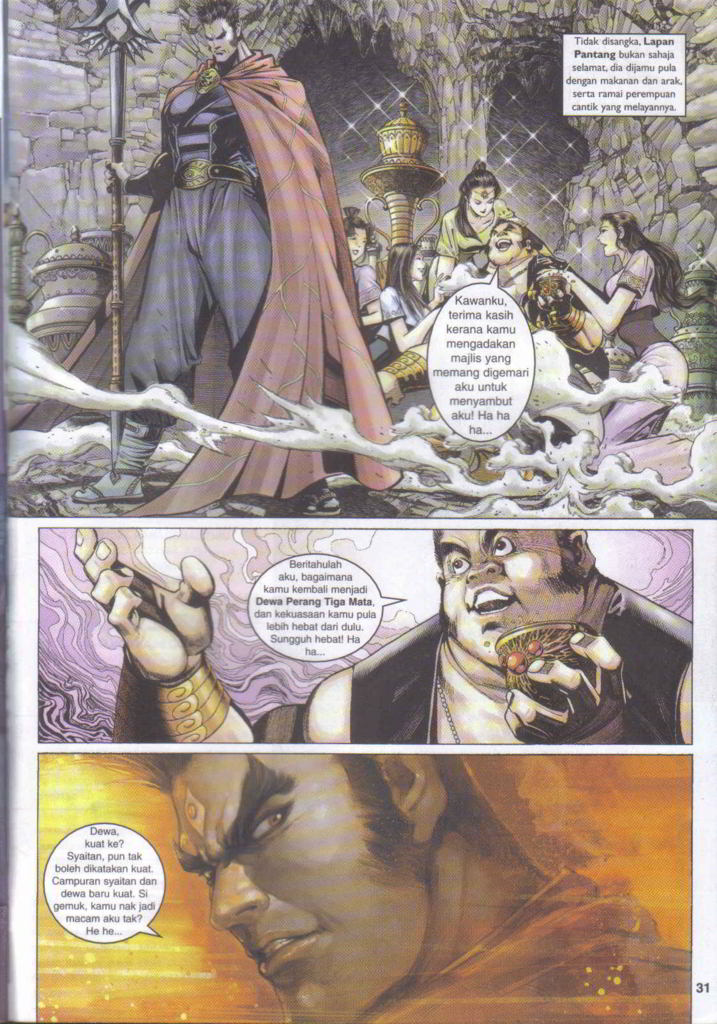 Tidak disangka, Lapan
Pantang bukan sahaja
selamat, dia dijamu pula
dengan makanan dan arak,
serta ramai perempuan
cantik yang melayannya.
Kawanku,
terima kasih
kerana kamu
mengadakan
majlis yang
memang digemari
aku untuk
menyambut
aku! Ha ha
ha...
Beritahulah
aku, bagaimana
kamu kembali menjadi
Dewa Perang Tiga Mata,
dan kekuasaan kamu pula
lebih hebat dari dulu.
Sungguh hebat! Ha
ha...
Dewa,
kuat ke?
Syaitan, pun tak
boleh dikatakan kuat.
Campuran syaitan dan
dewa baru kuat. Si
gemuk, kamu nak jadi
macam aku tak?
He he...
31